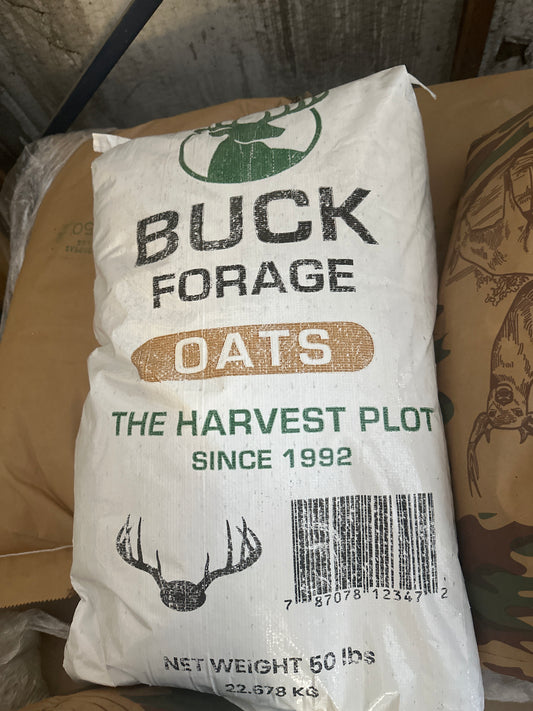 BUCK
FORAGE
OATS
THE HARVEST PLOT
SINCE 1992
7 87078 12347 2
NET WEIGHT 50 lbs
22.678 KG
50